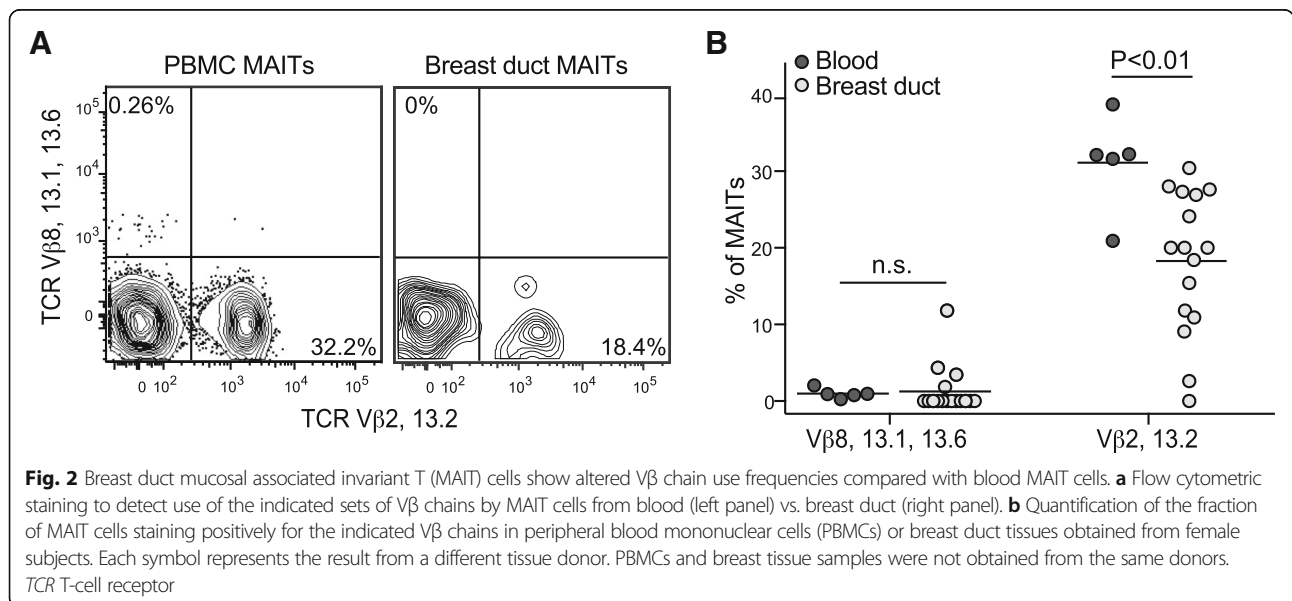 A
PBMC MAITs
Breast duct MAITs
TCR Vβ8, 13.1, 13.6
10⁵
10⁴
10³
0
0.26%
32.2%
0%
18.4%
0 10² 10³ 10⁴ 10⁵
0 10² 10³ 10⁴ 10⁵
TCR Vβ2, 13.2
B
Blood
Breast duct
P<0.01
n.s.
% of MAITs
40
30
20
10
0
Vβ8, 13.1, 13.6
Vβ2, 13.2
Fig. 2 Breast duct mucosal associated invariant T (MAIT) cells show altered Vβ chain use frequencies compared with blood MAIT cells. a Flow cytometric
staining to detect use of the indicated sets of Vβ chains by MAIT cells from blood (left panel) vs. breast duct (right panel). b Quantification of the fraction
of MAIT cells staining positively for the indicated Vβ chains in peripheral blood mononuclear cells (PBMCs) or breast duct tissues obtained from female
subjects. Each symbol represents the result from a different tissue donor. PBMCs and breast tissue samples were not obtained from the same donors.
TCR T-cell receptor